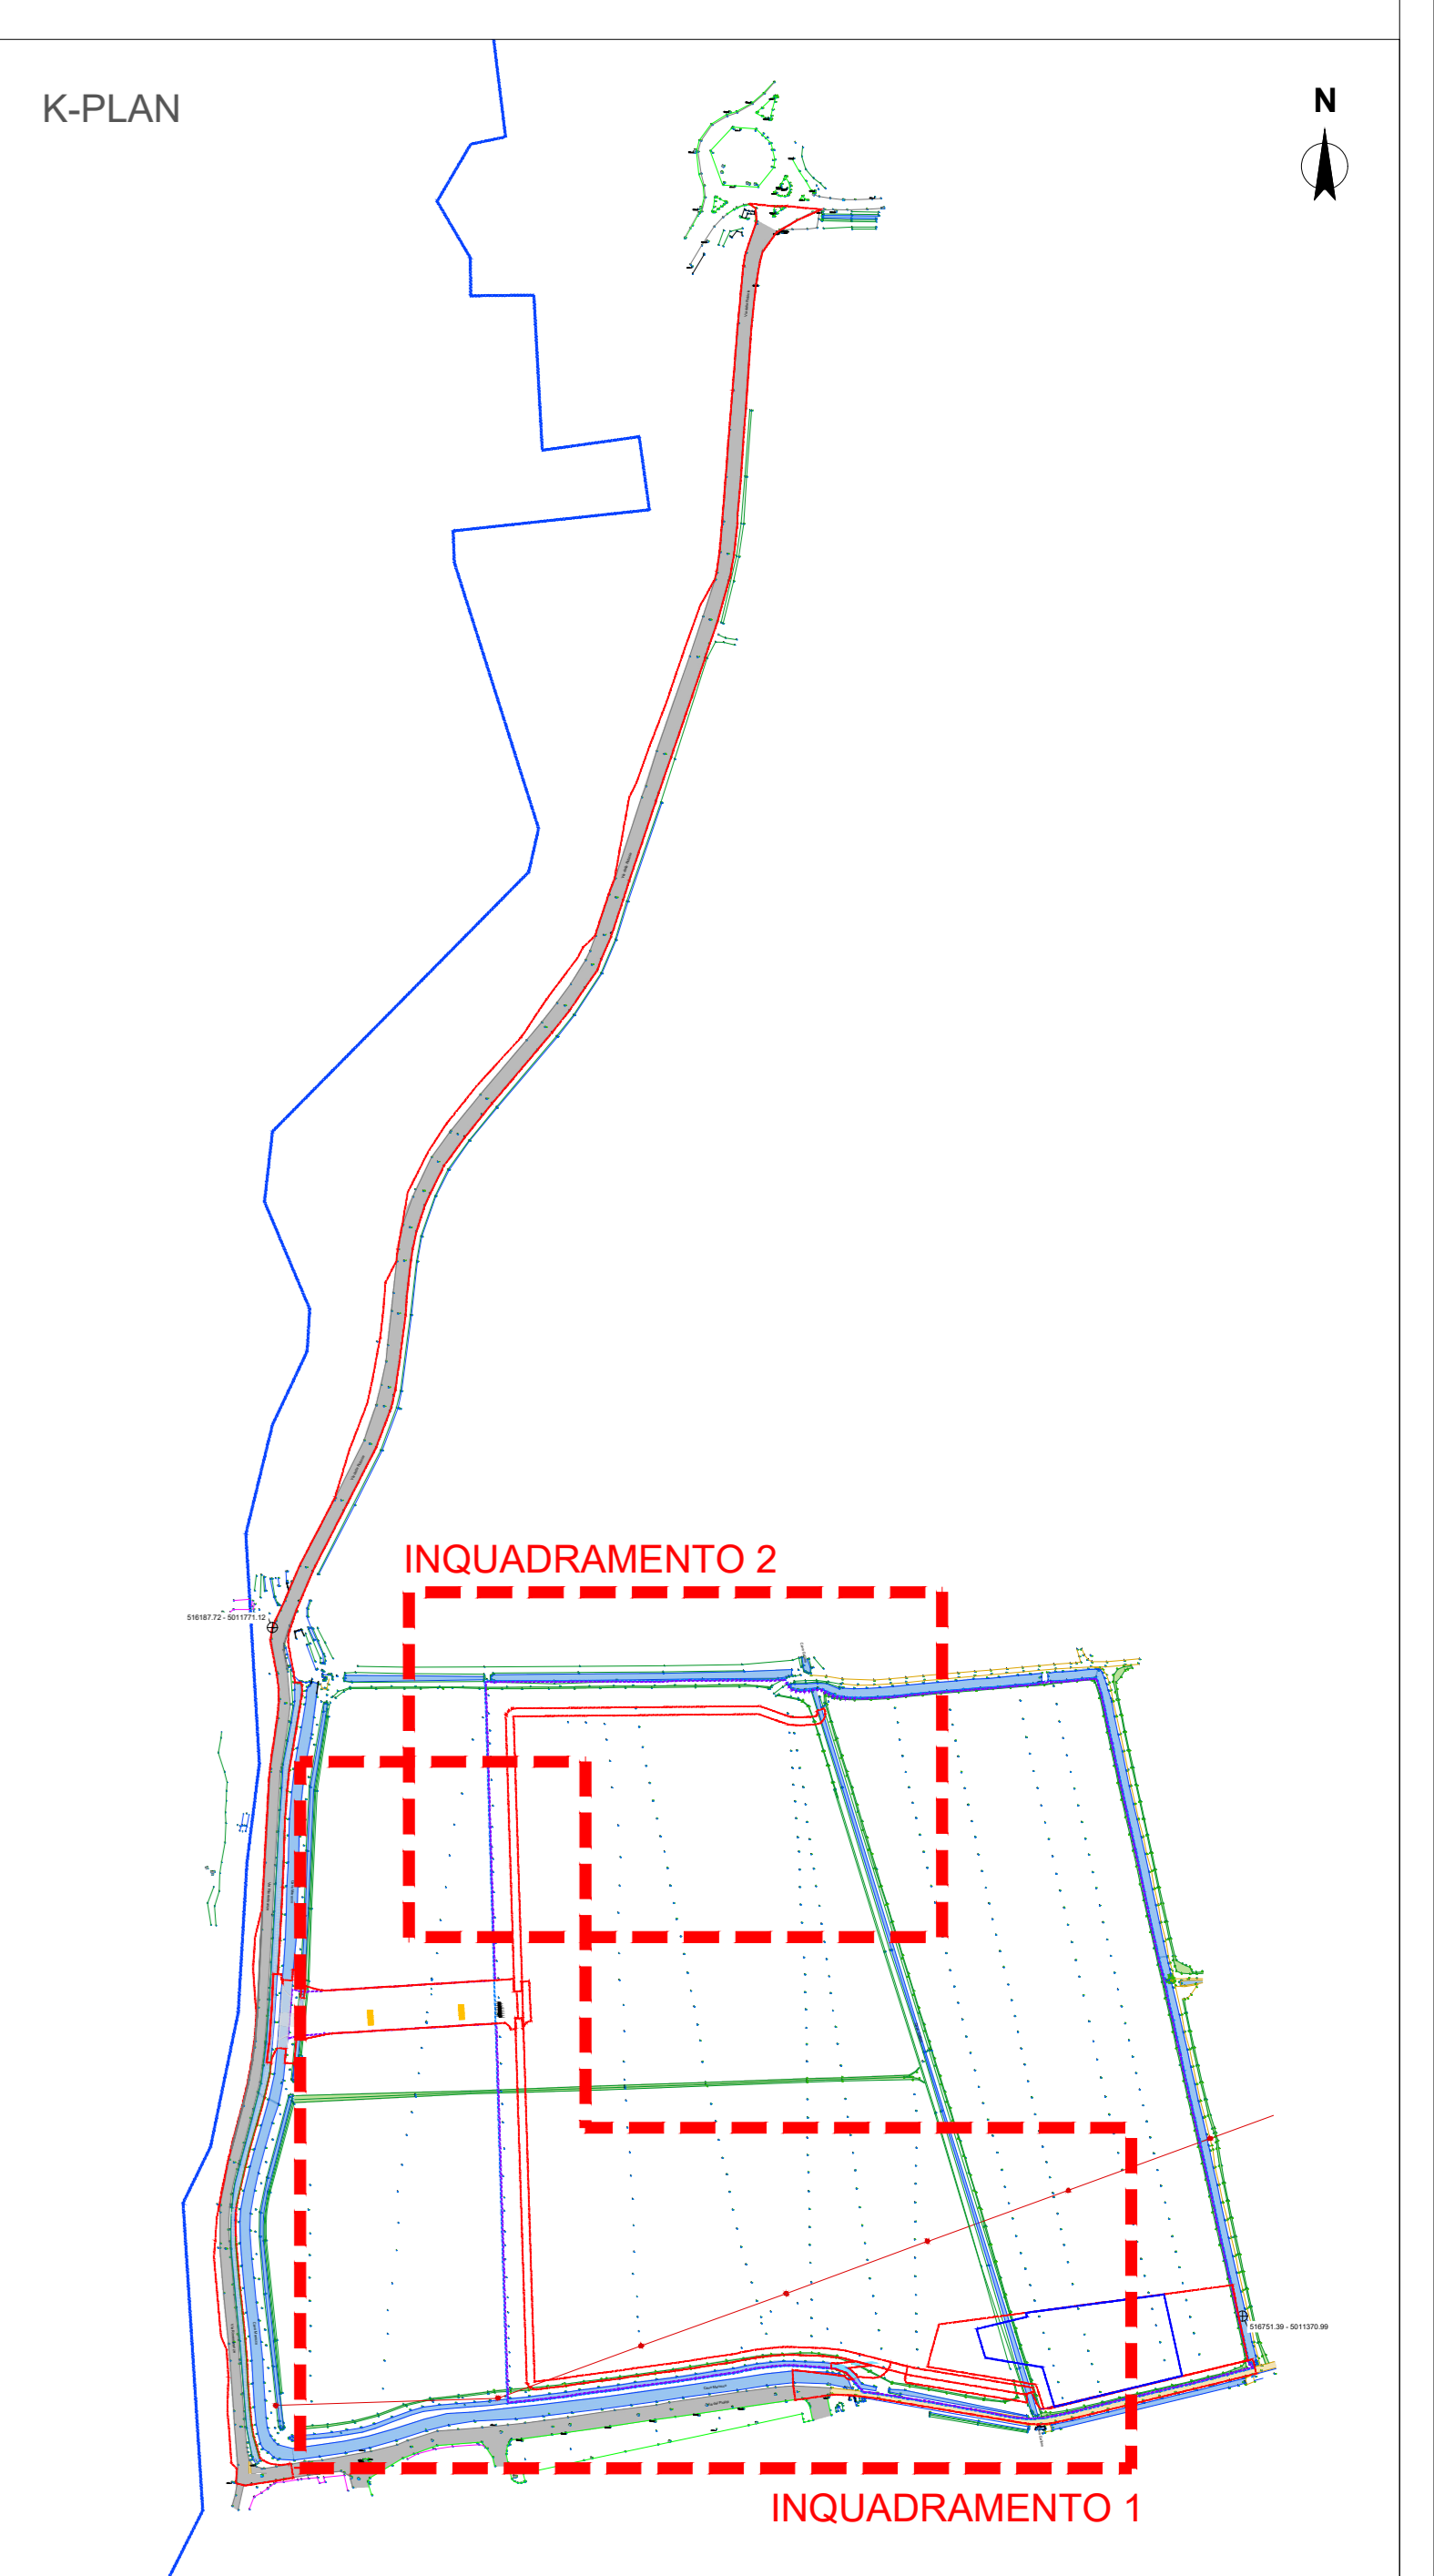 K-PLAN
N
INQUADRAMENTO 2
516187.72 - 5011771.12
516751.39 - 5011370.99
INQUADRAMENTO 1